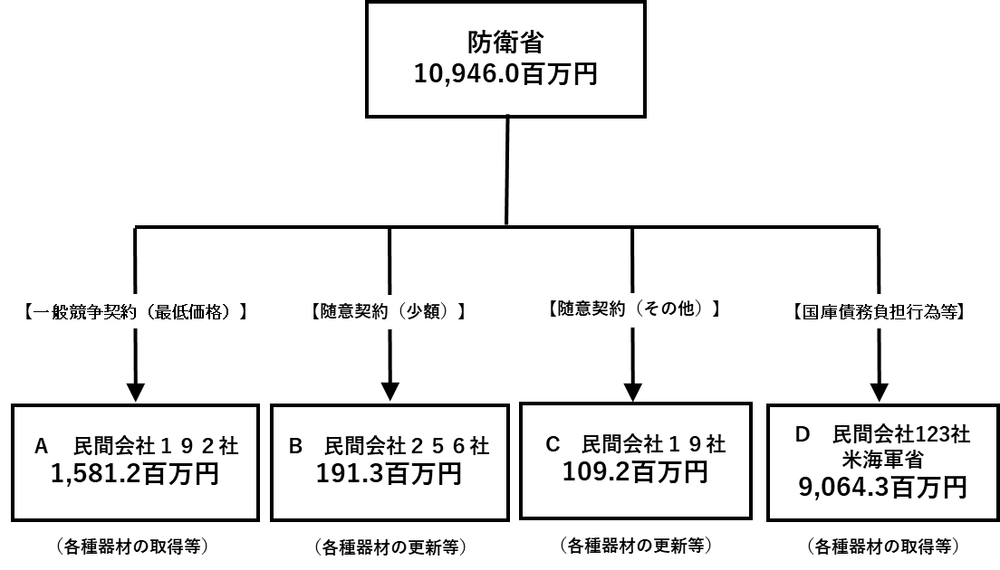 防衛省
10,946.0百万円
【一般競争契約（最低価格）】
【随意契約（少額）】
【随意契約（その他）】
【国庫債務負担行為等】
A　民間会社１９２社
1,581.2百万円
B　民間会社２５６社
191.3百万円
C　民間会社１９社
109.2百万円
D　民間会社123社
米海軍省
9,064.3百万円
（各種器材の取得等）
（各種器材の更新等）
（各種器材の更新等）
（各種器材の取得等）